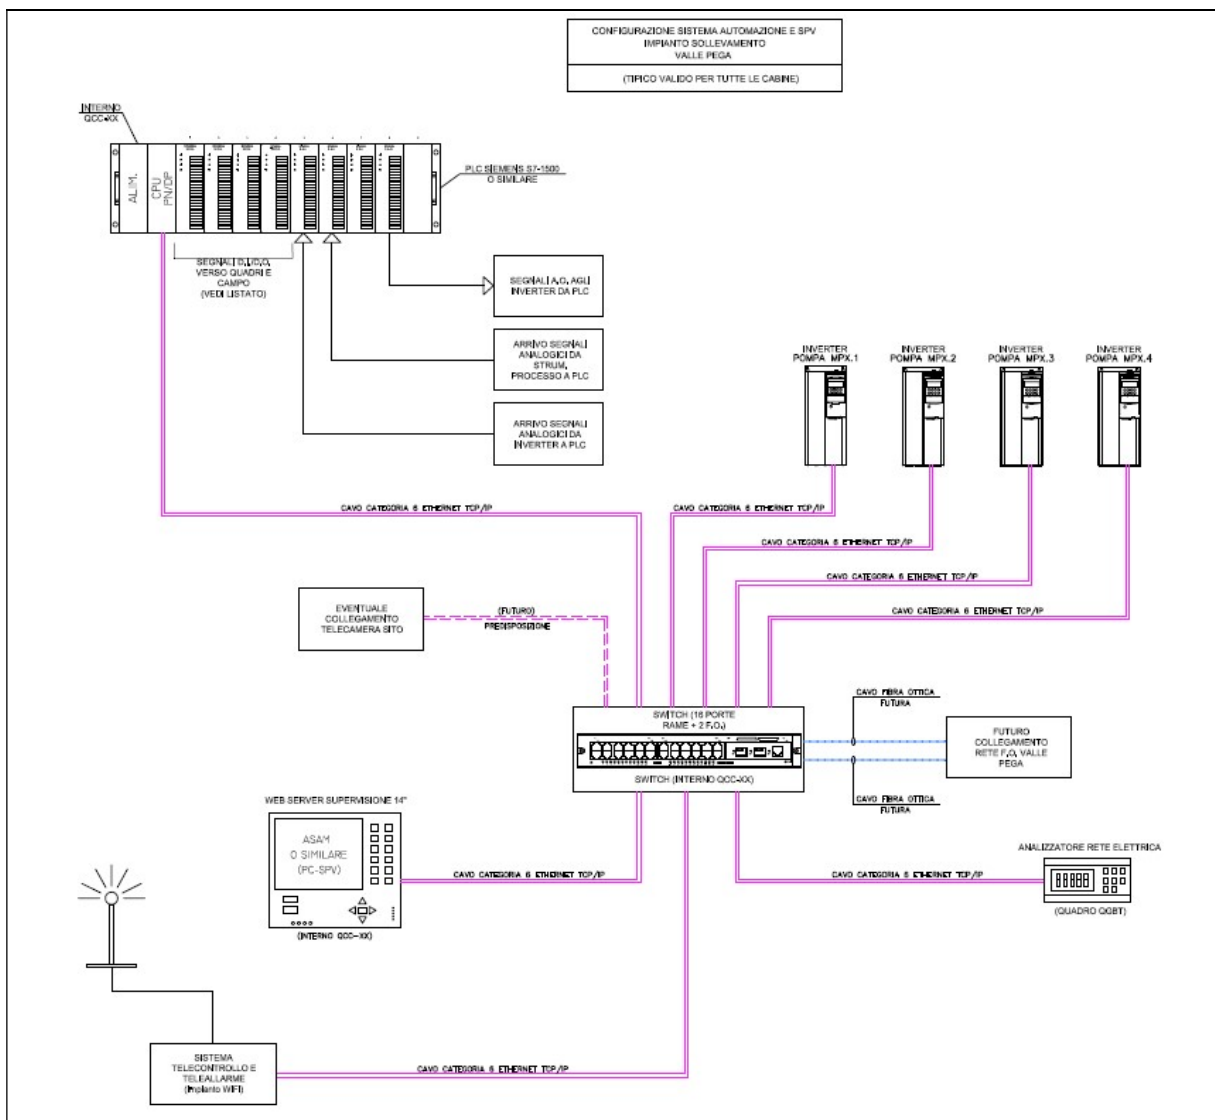 CONFIGURAZIONE SISTEMA AUTOMAZIONE E SPV
IMPIANTO SOLLEVAMENTO
VALLE PEGA
(TIPICO VALIDO PER TUTTE LE CABINE)
INTERNO
QCC-XX
ALIM.
CPU
PN/DP
PLC SIEMENS S7-1500
O SIMILARE
SEGNALI D.I./D.O.
VERSO QUADRI E
CAMPO
(VEDI LISTATO)
SEGNALI A.O. AGLI
INVERTER DA PLC
ARRIVO SEGNALI
ANALOGICI DA
STRUM.
PROCESSO A PLC
ARRIVO SEGNALI
ANALOGICI DA
INVERTER A PLC
INVERTER
POMPA MPX.1
INVERTER
POMPA MPX.2
INVERTER
POMPA MPX.3
INVERTER
POMPA MPX.4
CAVO CATEGORIA 6 ETHERNET TCP/IP
CAVO CATEGORIA 6 ETHERNET TCP/IP
CAVO CATEGORIA 6 ETHERNET TCP/IP
CAVO CATEGORIA 6 ETHERNET TCP/IP
CAVO CATEGORIA 6 ETHERNET TCP/IP
EVENTUALE
COLLEGAMENTO
TELECAMERA SITO
(FUTURO)
PREDISPOSIZIONE
SWITCH (16 PORTE
RAME + 2 F.O.)
SWITCH (INTERNO QCC-XX)
CAVO FIBRA OTTICA
FUTURA
FUTURO
COLLEGAMENTO
RETE F.O. VALLE
PEGA
CAVO FIBRA OTTICA
FUTURA
WEB SERVER SUPERVISIONE 14"
ASAM
O SIMILARE
(PC-SPV)
(INTERNO QCC-XX)
CAVO CATEGORIA 6 ETHERNET TCP/IP
CAVO CATEGORIA 6 ETHERNET TCP/IP
ANALIZZATORE RETE ELETTRICA
(QUADRO QGBT)
SISTEMA
TELECONTROLLO E
TELEALLARME
(Impianto WIFI)
CAVO CATEGORIA 6 ETHERNET TCP/IP